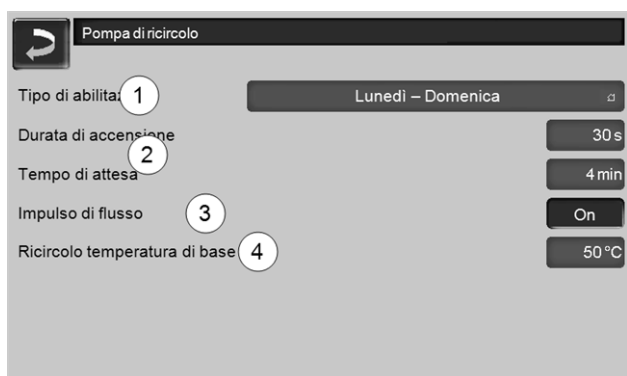 Pompa di ricircolo
Tipo di 1 Lunedì – Domenica
Durata di accensione 30 s
2
Tempo di attesa 4 min
Impulso di flusso 3 On
Ricircolo temperatura di base 4 50 °C